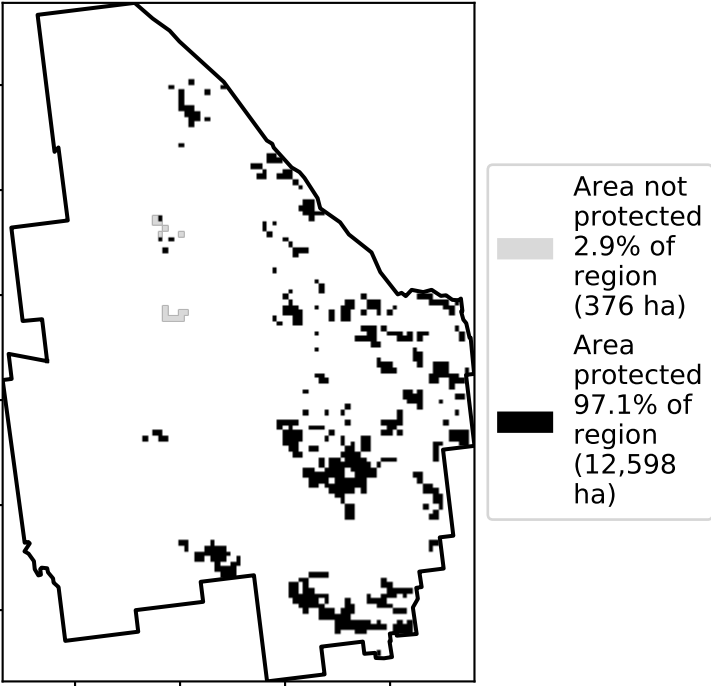 Area not
protected
2.9% of
region
(376 ha)
Area
protected
97.1% of
region
(12,598
ha)